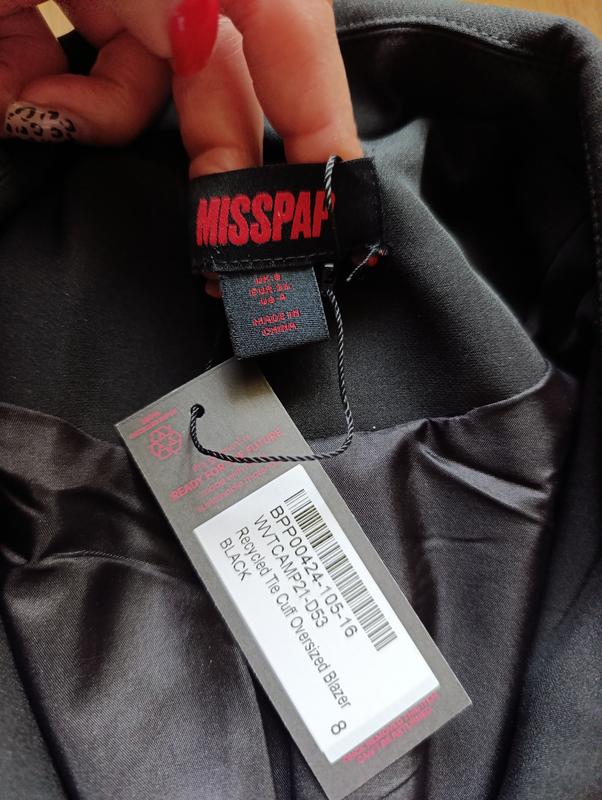 MISSPAP
UK 8
EUR 36
US 4
MADE IN
CHINA
READY FOR THE FUTURE
BPP00424-105-16
VVTCAMP21-D53
Recycled Tie Cuff Oversized Blazer
BLACK
8